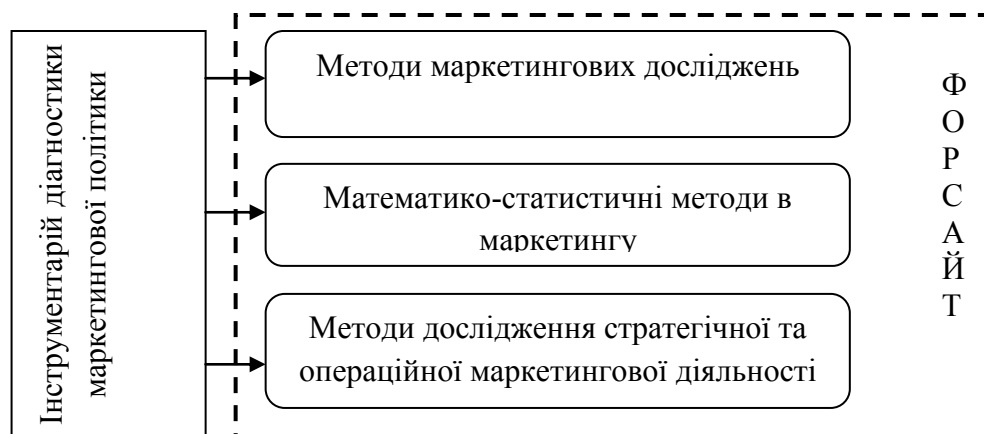 Інструментарій діагностики
маркетингової політики
Методи маркетингових досліджень
Математико-статистичні методи в
маркетингу
Методи дослідження стратегічної та
операційної маркетингової діяльності
Ф
О
Р
С
А
Й
Т